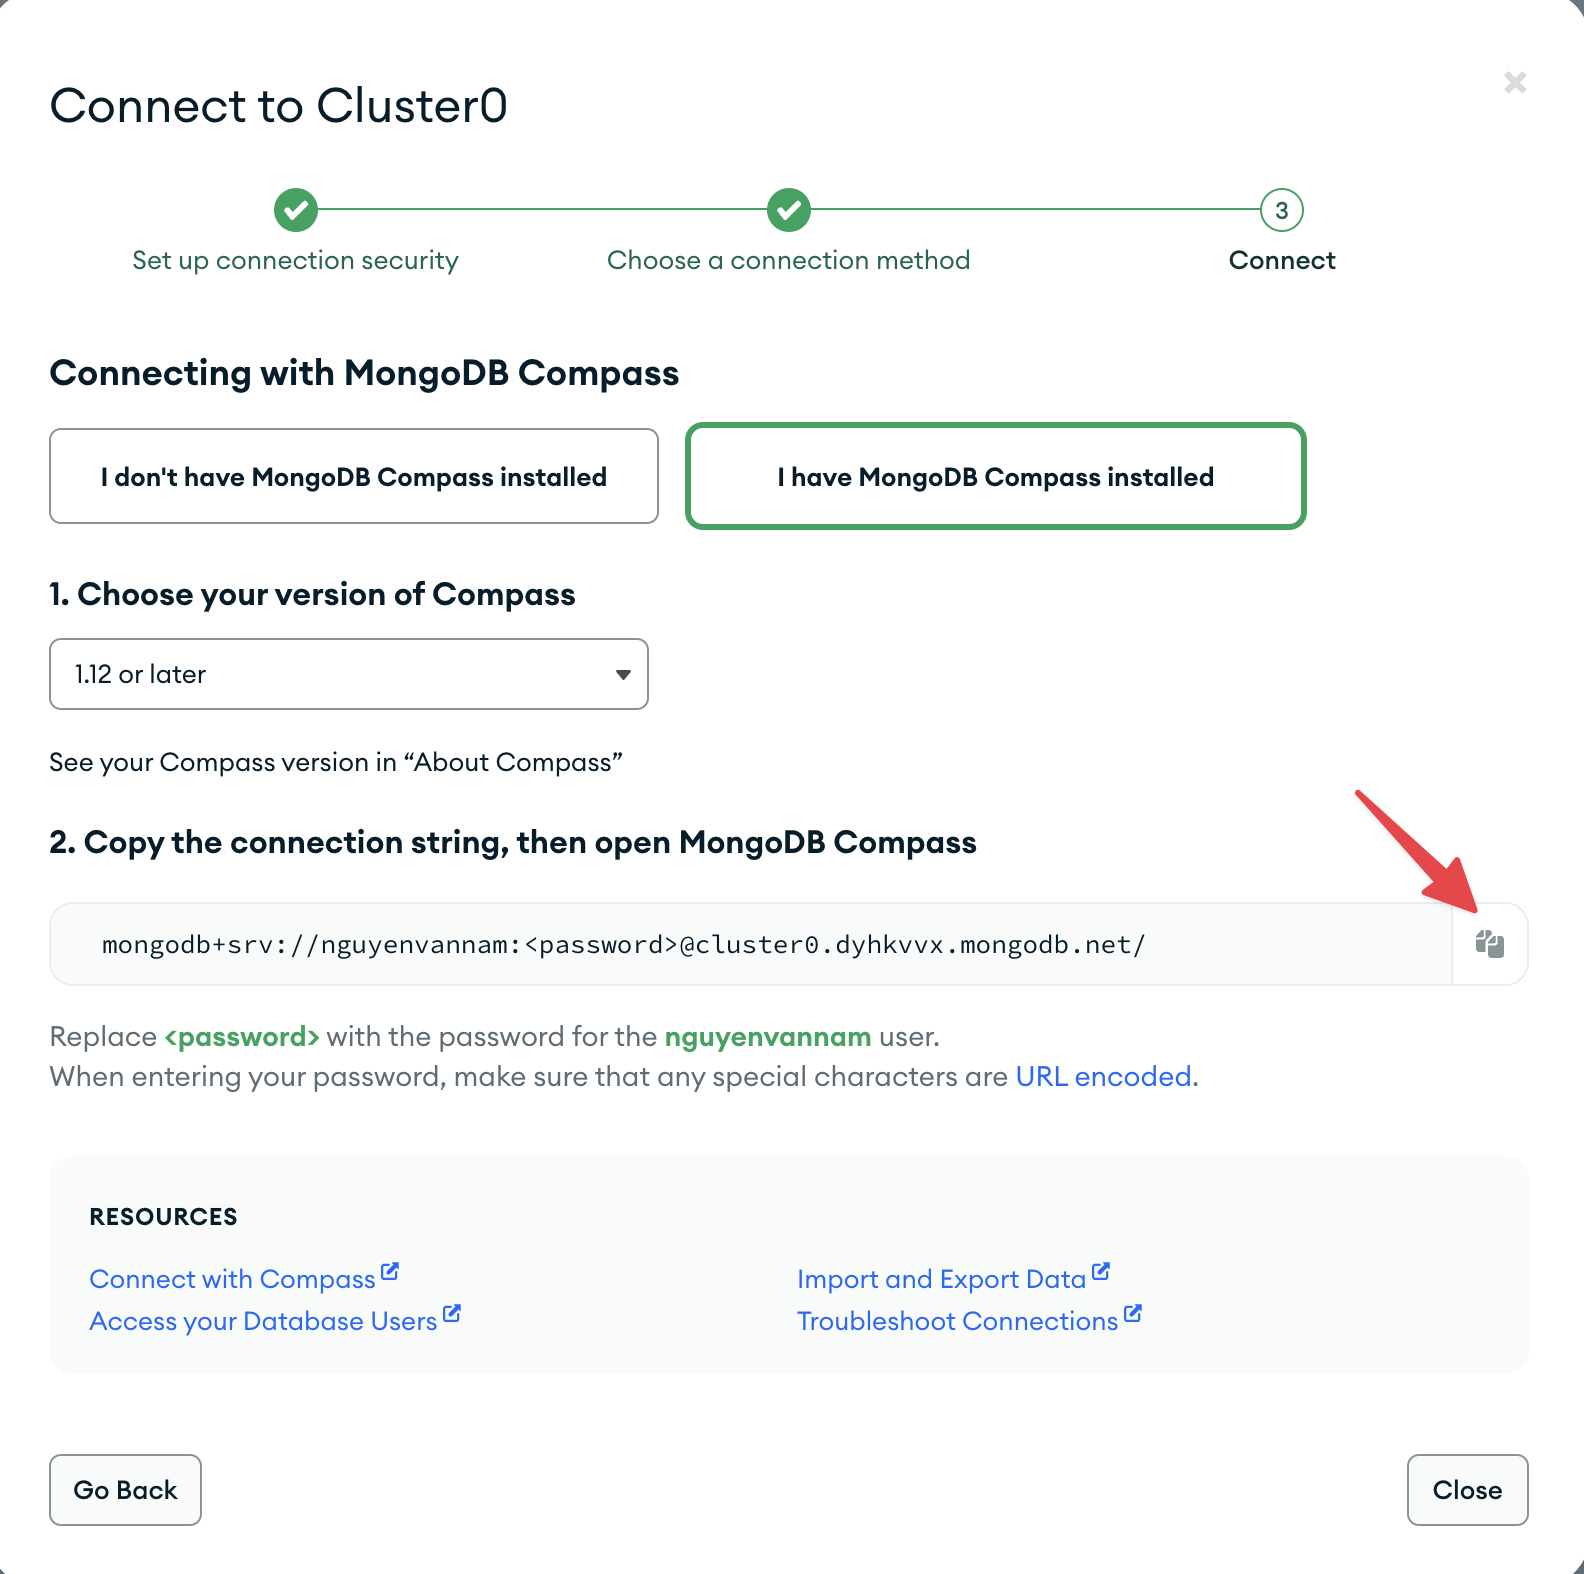 Connect to Cluster0
3
Set up connection security
Choose a connection method
Connect
Connecting with MongoDB Compass
I don't have MongoDB Compass installed
I have MongoDB Compass installed
1. Choose your version of Compass
1.12 or later
See your Compass version in “About Compass”
2. Copy the connection string, then open MongoDB Compass
mongodb+srv://nguyenvannam:<password>@cluster0.dyhkvvx.mongodb.net/
Replace <password> with the password for the nguyenvannam user.
When entering your password, make sure that any special characters are URL encoded.
RESOURCES
Connect with Compass
Import and Export Data
Access your Database Users
Troubleshoot Connections
Go Back
Close